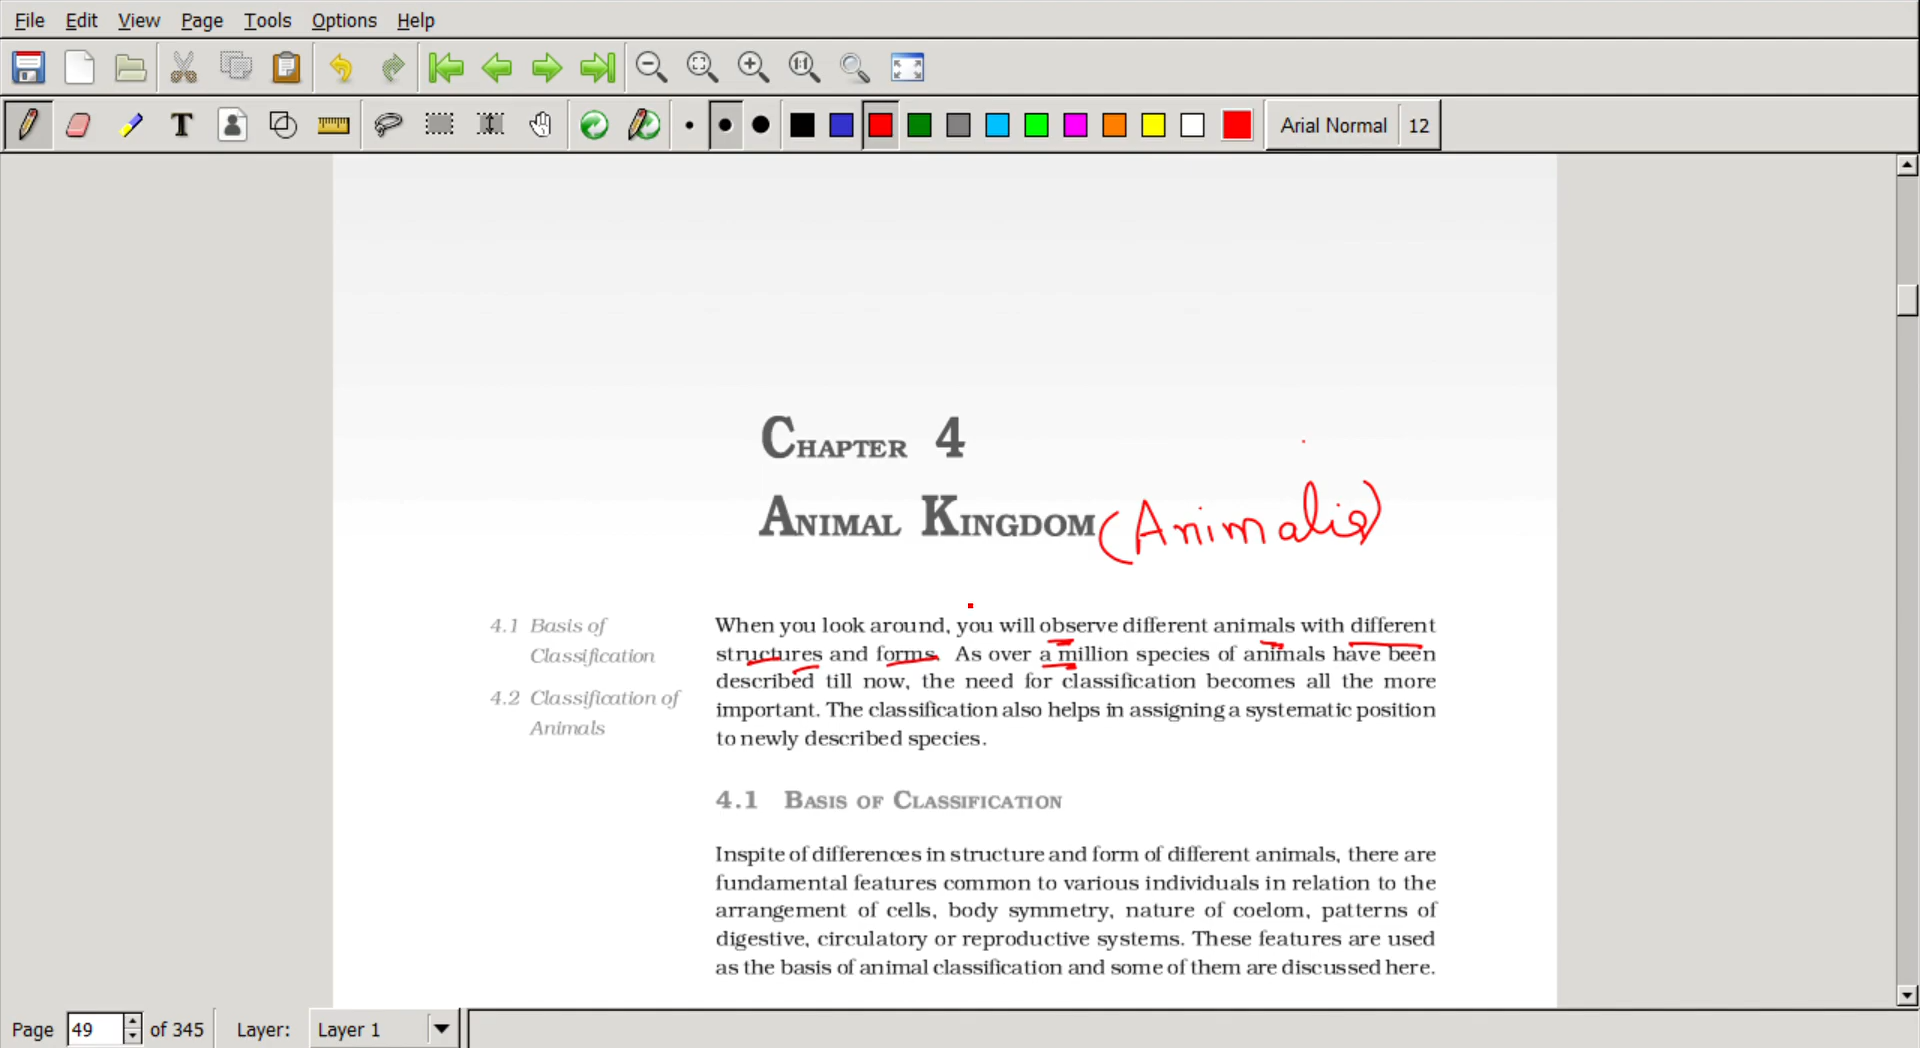 File Edit View Page Tools Options Help
Arial Normal 12
CHAPTER 4
ANIMAL KINGDOM (Animalia)
4.1 Basis of
Classification
4.2 Classification of
Animals
When you look around, you will observe different animals with different
structures and forms. As over a million species of animals have been
described till now, the need for classification becomes all the more
important. The classification also helps in assigning a systematic position
to newly described species.
4.1 BASIS OF CLASSIFICATION
Inspite of differences in structure and form of different animals, there are
fundamental features common to various individuals in relation to the
arrangement of cells, body symmetry, nature of coelom, patterns of
digestive, circulatory or reproductive systems. These features are used
as the basis of animal classification and some of them are discussed here.
Page 49 of 345 Layer: Layer 1